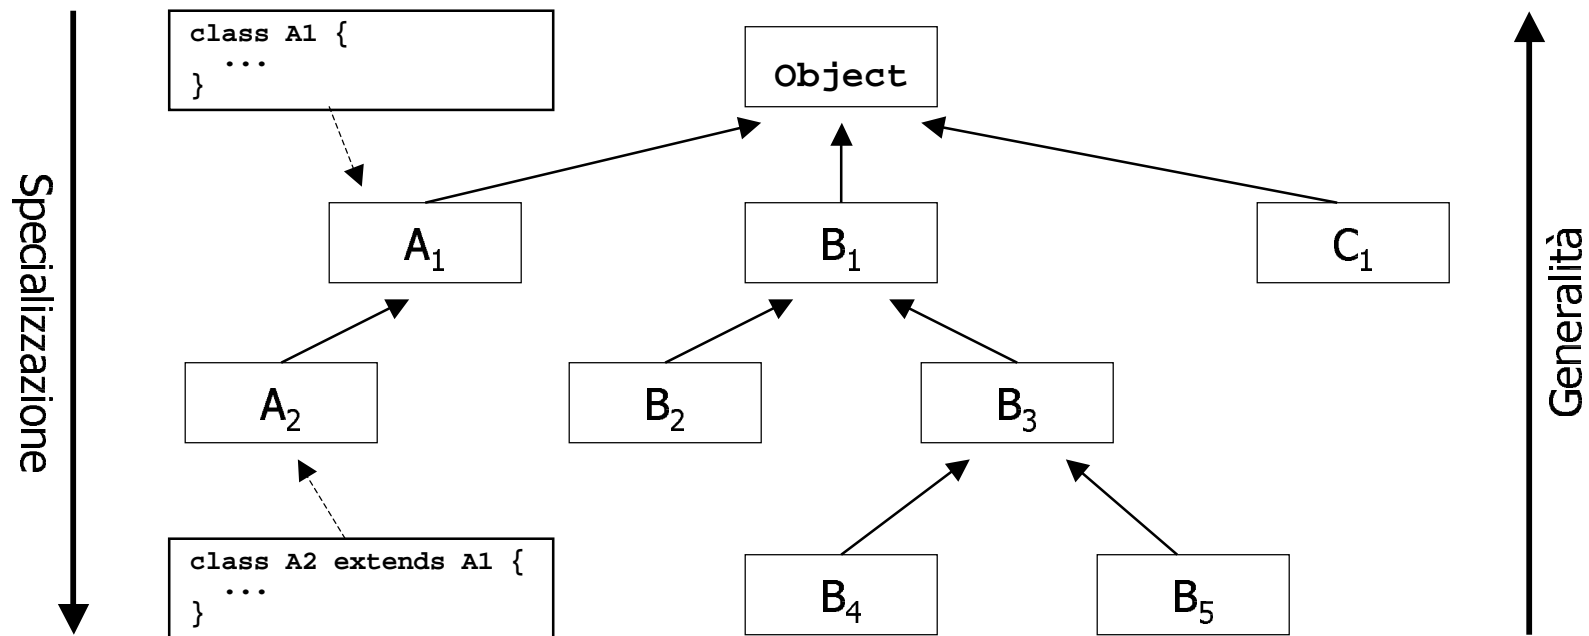 class A1 {
...
}
Object
Specializzazione
Generalità
A1
B1
C1
A2
B2
B3
class A2 extends A1 {
...
}
B4
B5